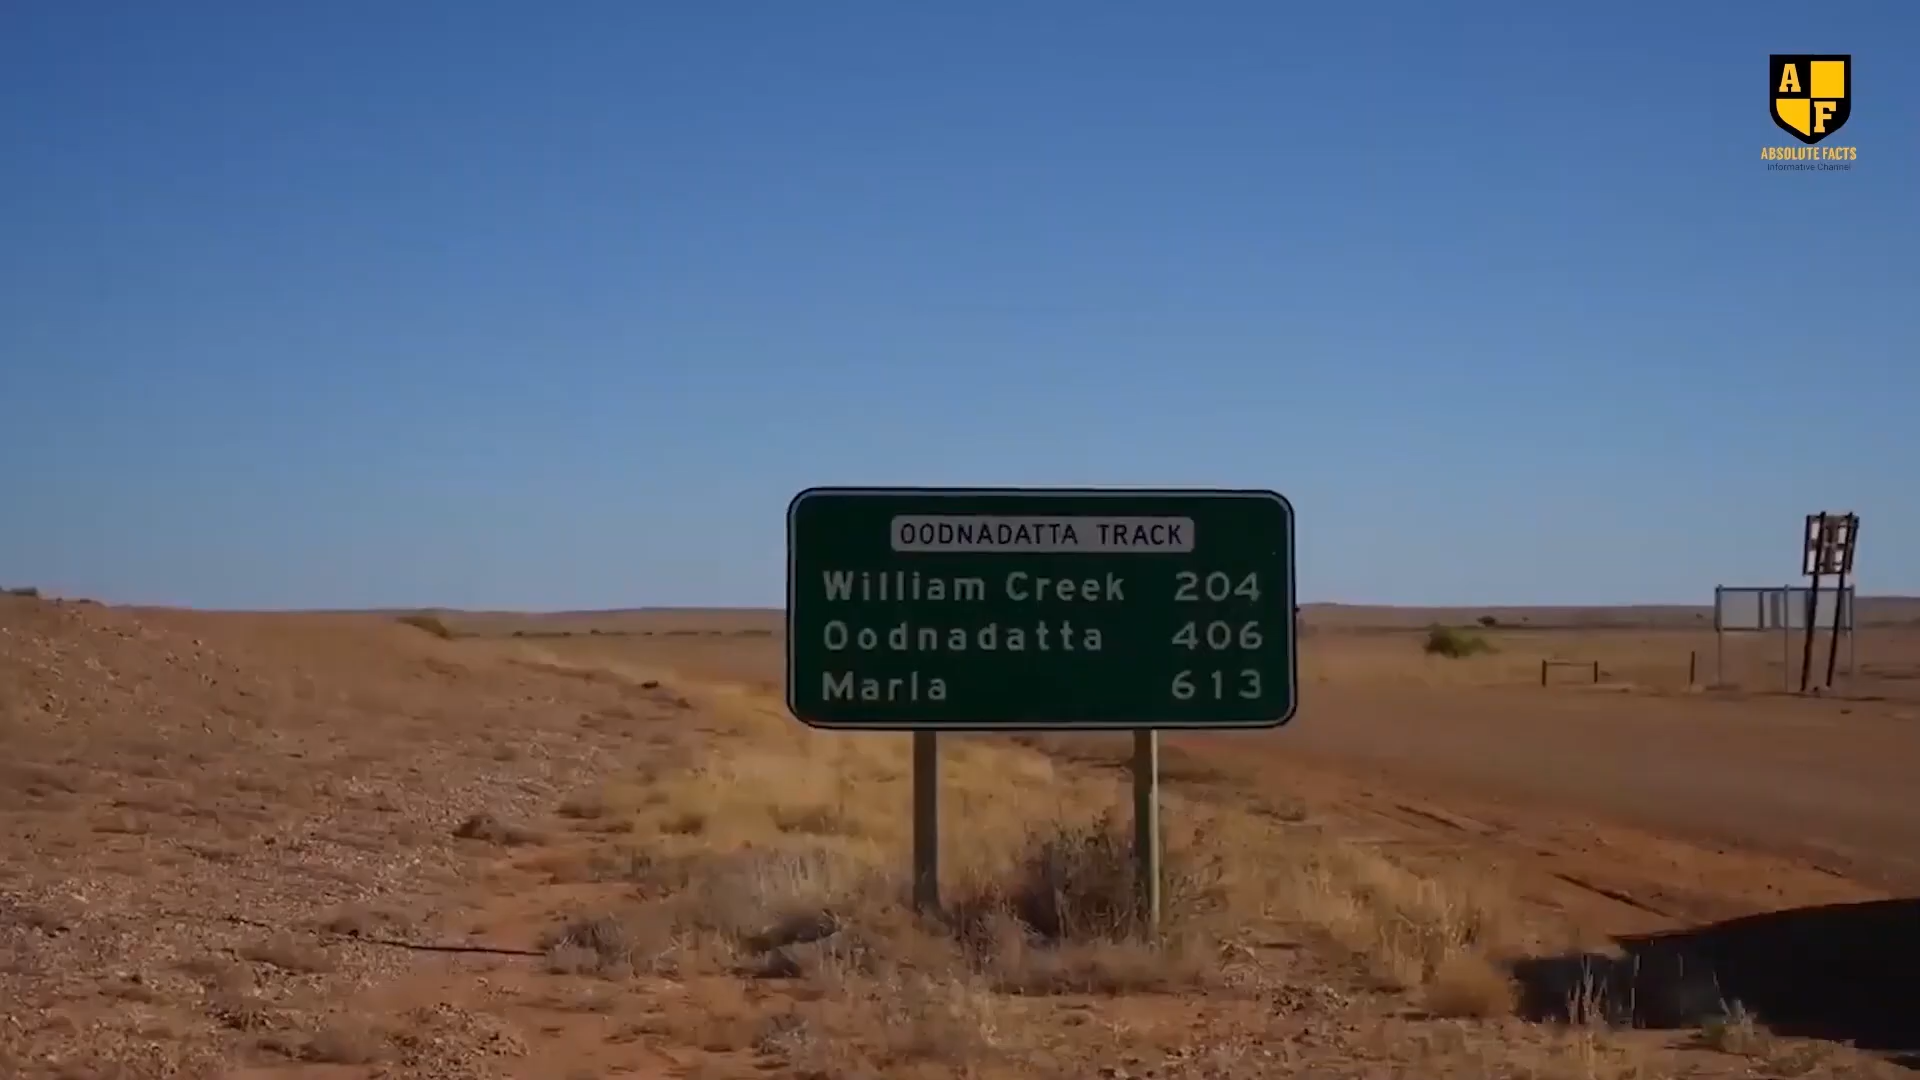 A
F
ABSOLUTE FACTS
Informative Channel
OODNADATTA TRACK
William Creek 204
Oodnadatta 406
Marla 613